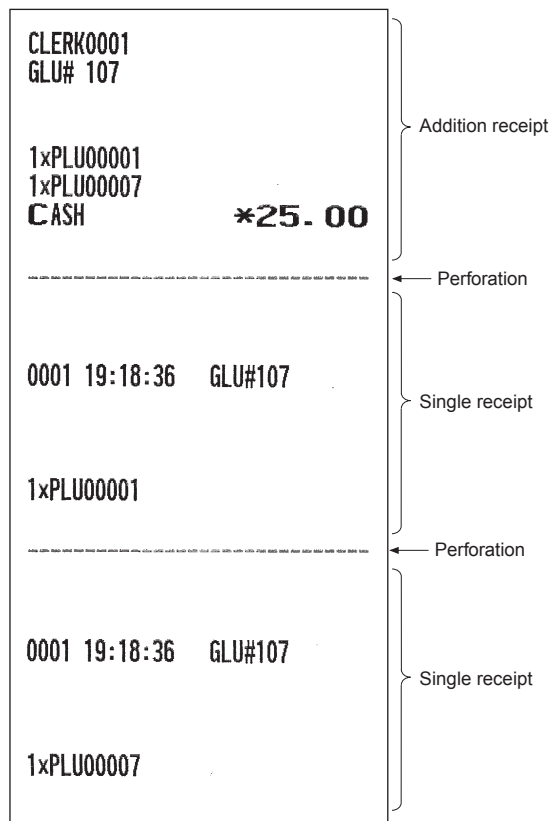 CLERK0001
GLU# 107
1xPLU00001
1xPLU00007
CASH *25.00
Addition receipt
Perforation
0001 19:18:36 GLU#107
Single receipt
1xPLU00001
Perforation
0001 19:18:36 GLU#107
Single receipt
1xPLU00007